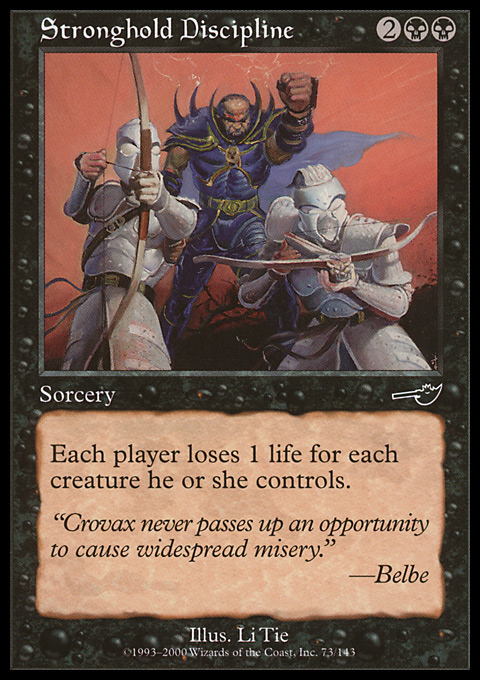 Stronghold Discipline 2
Sorcery
Each player loses 1 life for each
creature he or she controls.
“Crovax never passes up an opportunity
to cause widespread misery.”
—Belbe
Illus. Li Tie
©1993–2000 Wizards of the Coast, Inc. 73/143